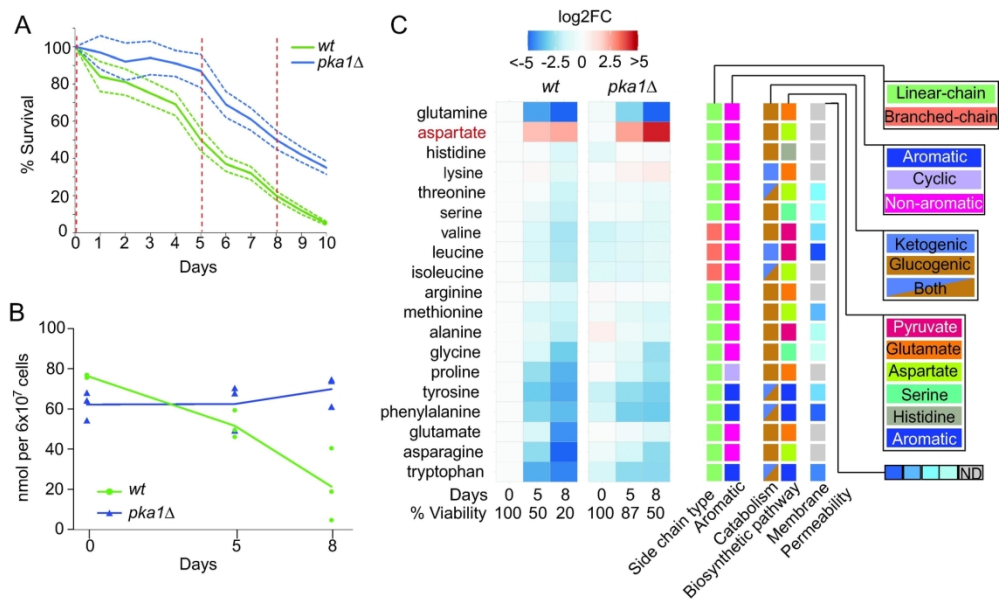 A
% Survival
100
80
60
40
20
0
0 1 2 3 4 5 6 7 8 9 10
Days
wt
pka1Δ
B
nmol per 6x10⁷ cells
100
80
60
40
20
0
0 5 8
Days
wt
pka1Δ
C
log2FC
<-5 -2.5 0 2.5 >5
wt pka1Δ
glutamine
aspartate
histidine
lysine
threonine
serine
valine
leucine
isoleucine
arginine
methionine
alanine
glycine
proline
tyrosine
phenylalanine
glutamate
asparagine
tryptophan
Days 0 5 8 0 5 8
% Viability 100 50 20 100 87 50
Side chain type
Aromatic
Catabolism
Biosynthetic pathway
Membrane
Permeability
Linear-chain
Branched-chain
Aromatic
Cyclic
Non-aromatic
Ketogenic
Glucogenic
Both
Pyruvate
Glutamate
Aspartate
Serine
Histidine
Aromatic
ND